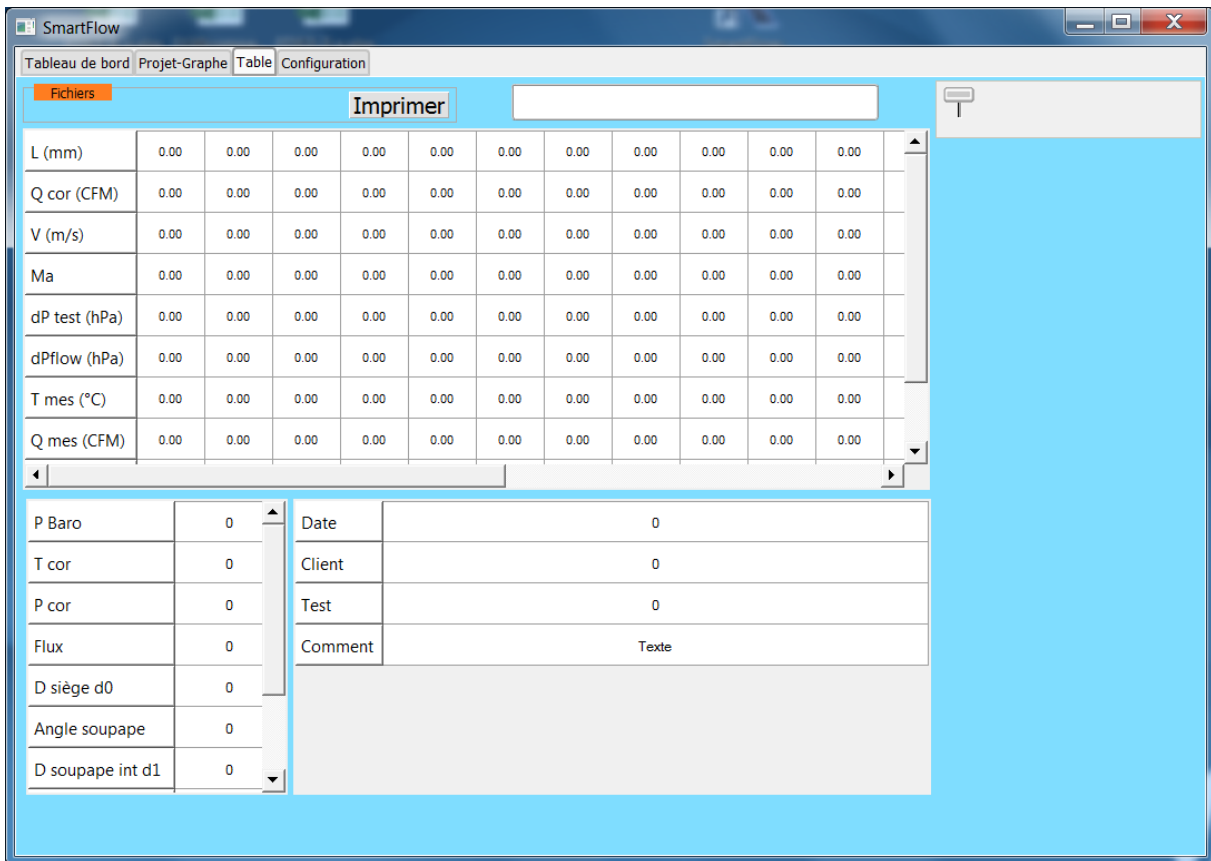 SmartFlow
Tableau de bord Projet-Graphe Table Configuration
Fichiers
Imprimer
L (mm) 0.00 0.00 0.00 0.00 0.00 0.00 0.00 0.00 0.00 0.00 0.00
Q cor (CFM) 0.00 0.00 0.00 0.00 0.00 0.00 0.00 0.00 0.00 0.00 0.00
V (m/s) 0.00 0.00 0.00 0.00 0.00 0.00 0.00 0.00 0.00 0.00 0.00
Ma 0.00 0.00 0.00 0.00 0.00 0.00 0.00 0.00 0.00 0.00 0.00
dP test (hPa) 0.00 0.00 0.00 0.00 0.00 0.00 0.00 0.00 0.00 0.00 0.00
dPflow (hPa) 0.00 0.00 0.00 0.00 0.00 0.00 0.00 0.00 0.00 0.00 0.00
T mes (°C) 0.00 0.00 0.00 0.00 0.00 0.00 0.00 0.00 0.00 0.00 0.00
Q mes (CFM) 0.00 0.00 0.00 0.00 0.00 0.00 0.00 0.00 0.00 0.00 0.00
P Baro 0
T cor 0
P cor 0
Flux 0
D siège d0 0
Angle soupape 0
D soupape int d1 0
Date 0
Client 0
Test 0
Comment Texte